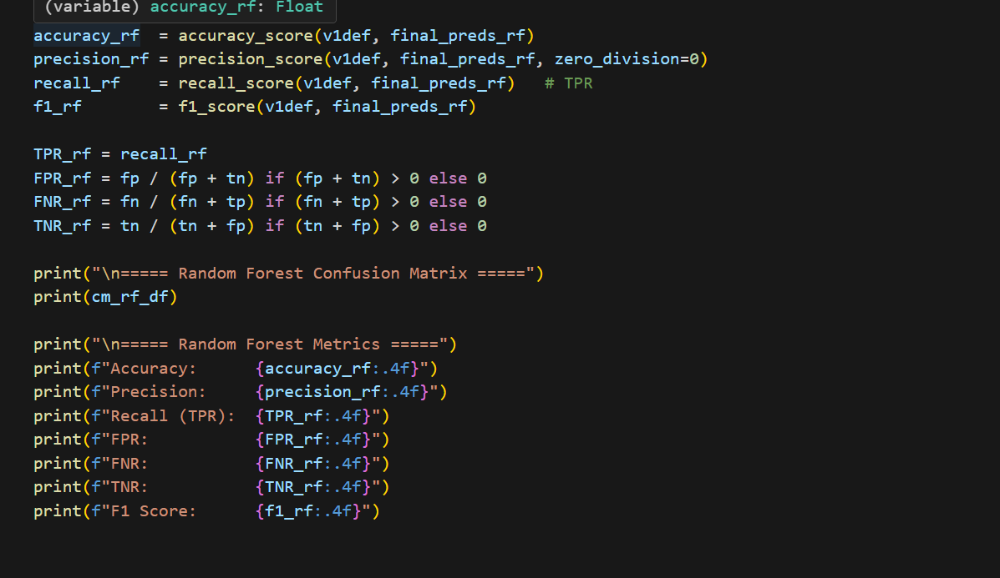 (variable) accuracy_rf: Float
accuracy_rf  = accuracy_score(v1def, final_preds_rf)
precision_rf = precision_score(v1def, final_preds_rf, zero_division=0)
recall_rf    = recall_score(v1def, final_preds_rf)   # TPR
f1_rf        = f1_score(v1def, final_preds_rf)

TPR_rf = recall_rf
FPR_rf = fp / (fp + tn) if (fp + tn) > 0 else 0
FNR_rf = fn / (fn + tp) if (fn + tp) > 0 else 0
TNR_rf = tn / (tn + fp) if (tn + fp) > 0 else 0

print("\n===== Random Forest Confusion Matrix =====")
print(cm_rf_df)

print("\n===== Random Forest Metrics =====")
print(f"Accuracy:      {accuracy_rf:.4f}")
print(f"Precision:     {precision_rf:.4f}")
print(f"Recall (TPR):  {TPR_rf:.4f}")
print(f"FPR:           {FPR_rf:.4f}")
print(f"FNR:           {FNR_rf:.4f}")
print(f"TNR:           {TNR_rf:.4f}")
print(f"F1 Score:      {f1_rf:.4f}")